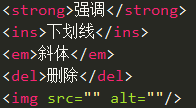 <strong>强调</strong>
<ins>下划线</ins>
<em>斜体</em>
<del>删除</del>
<img src="" alt=""/>